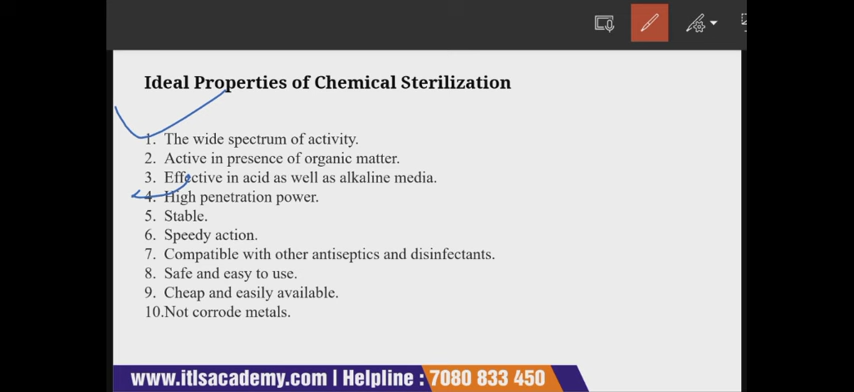 Ideal Properties of Chemical Sterilization
1. The wide spectrum of activity.
2. Active in presence of organic matter.
3. Effective in acid as well as alkaline media.
4. High penetration power.
5. Stable.
6. Speedy action.
7. Compatible with other antiseptics and disinfectants.
8. Safe and easy to use.
9. Cheap and easily available.
10.Not corrode metals.
www.itlsacademy.com | Helpline : 7080 833 450